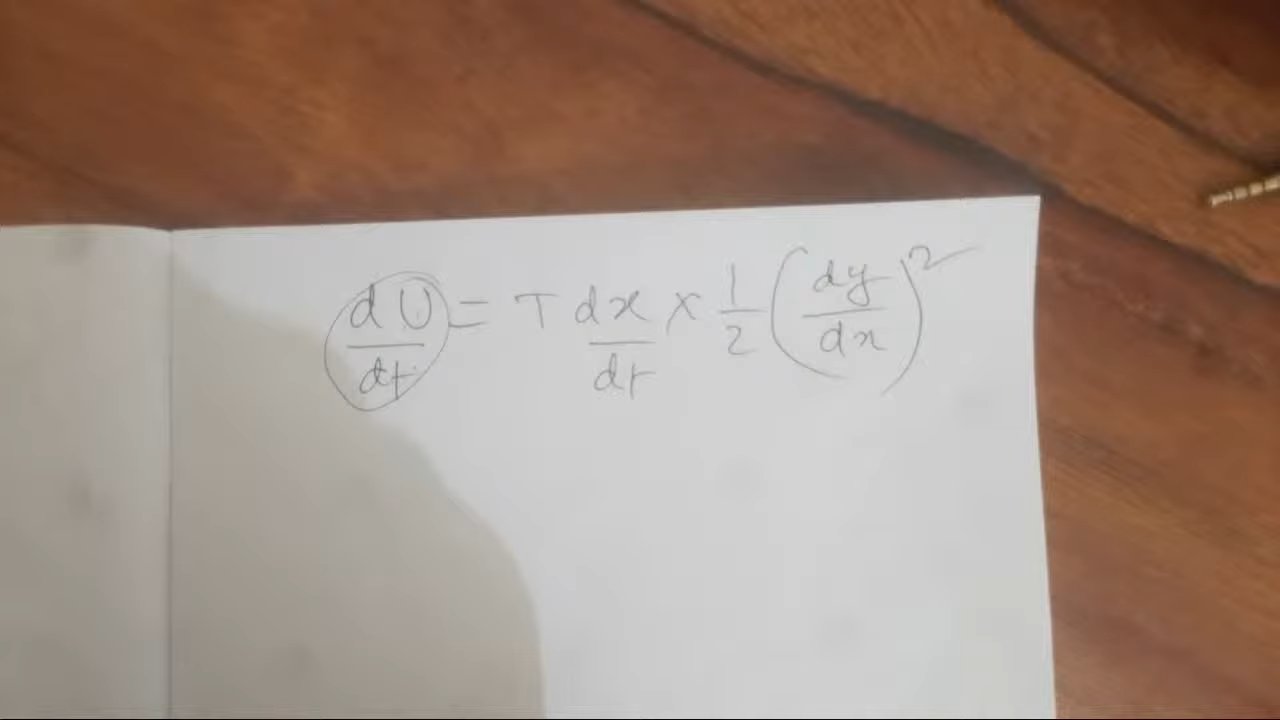 dU/dt = T dx/dt × 1/2 (dy/dx)²